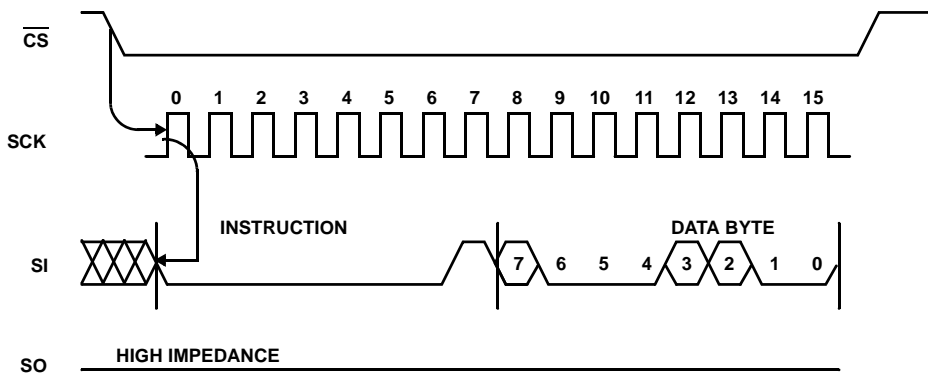 CS
0 1 2 3 4 5 6 7 8 9 10 11 12 13 14 15
SCK
INSTRUCTION DATA BYTE
SI 7 6 5 4 3 2 1 0
HIGH IMPEDANCE
SO